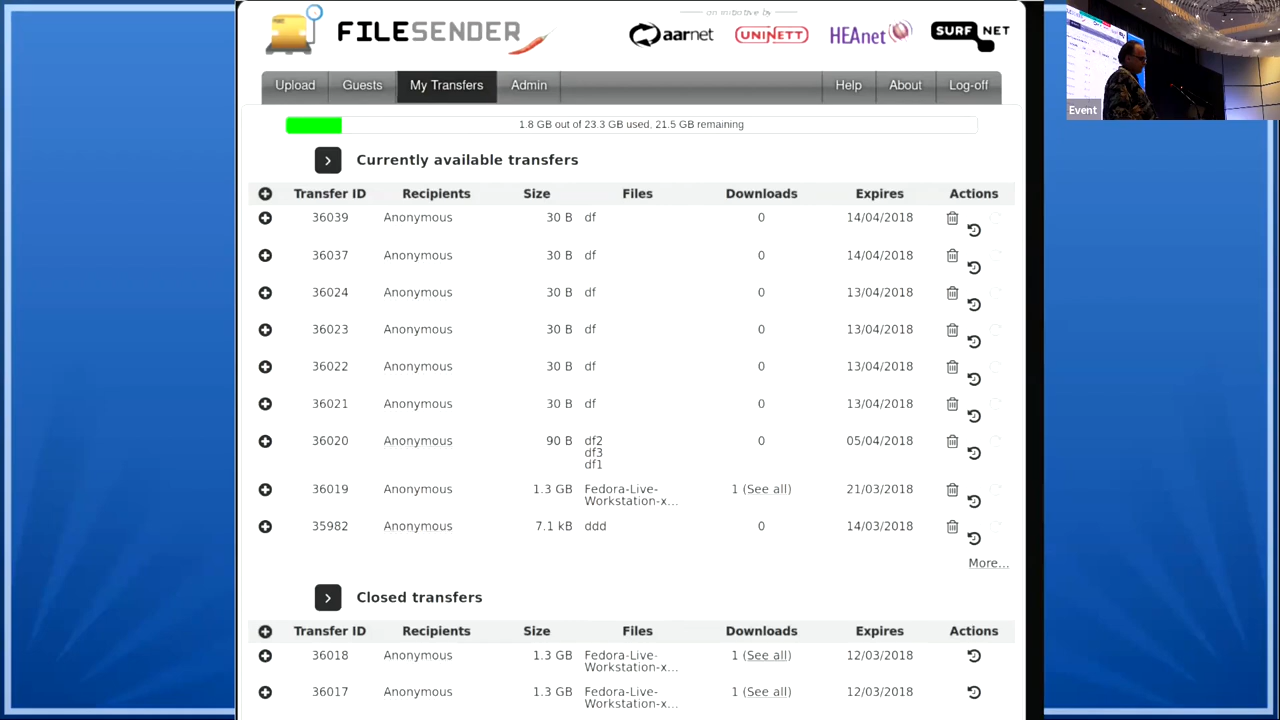 FILESENDER
an initiative by
aarnet
UNINETT
HEAnet
SURF NET
Upload Guests My Transfers Admin Help About Log-off
Event
1.8 GB out of 23.3 GB used, 21.5 GB remaining
Currently available transfers
Transfer ID Recipients Size Files Downloads Expires Actions
36039 Anonymous 30 B df 0 14/04/2018
36037 Anonymous 30 B df 0 14/04/2018
36024 Anonymous 30 B df 0 13/04/2018
36023 Anonymous 30 B df 0 13/04/2018
36022 Anonymous 30 B df 0 13/04/2018
36021 Anonymous 30 B df 0 13/04/2018
36020 Anonymous 90 B df2 0 05/04/2018
df3
df1
36019 Anonymous 1.3 GB Fedora-Live- 1 (See all) 21/03/2018
Workstation-x...
35982 Anonymous 7.1 kB ddd 0 14/03/2018
More...
Closed transfers
Transfer ID Recipients Size Files Downloads Expires Actions
36018 Anonymous 1.3 GB Fedora-Live- 1 (See all) 12/03/2018
Workstation-x...
36017 Anonymous 1.3 GB Fedora-Live- 1 (See all) 12/03/2018
Workstation-x...